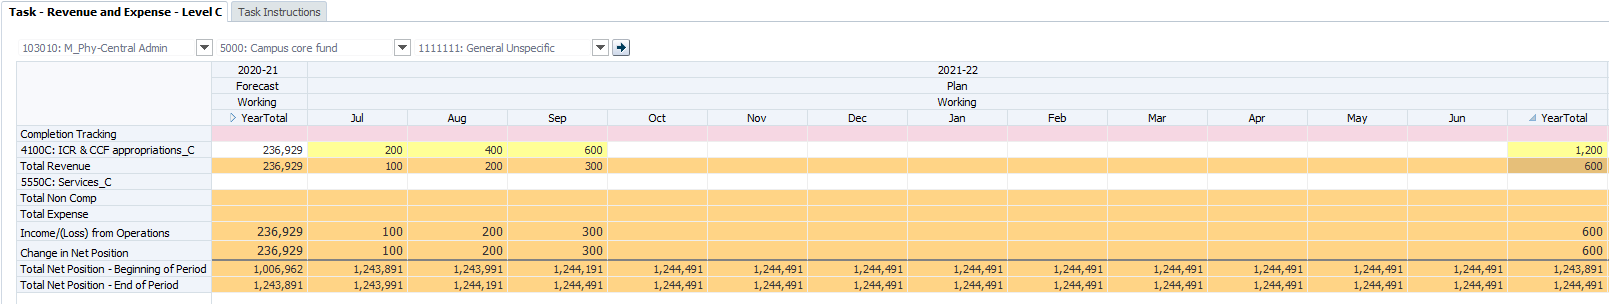 Task - Revenue and Expense - Level C Task Instructions
103010: M_Phy-Central Admin 5000: Campus core fund 1111111: General Unspecific
2020-21 2021-22
Forecast Plan
Working Working
YearTotal Jul Aug Sep Oct Nov Dec Jan Feb Mar Apr May Jun YearTotal
Completion Tracking
4100C: ICR & CCF appropriations_C 236,929 200 400 600 1,200
Total Revenue 236,929 100 200 300 600
5550C: Services_C
Total Non Comp
Total Expense
Income/(Loss) from Operations 236,929 100 200 300 600
Change in Net Position 236,929 100 200 300 600
Total Net Position - Beginning of Period 1,006,962 1,243,891 1,243,991 1,244,191 1,244,491 1,244,491 1,244,491 1,244,491 1,244,491 1,244,491 1,244,491 1,244,491 1,244,491 1,243,891
Total Net Position - End of Period 1,243,891 1,243,991 1,244,191 1,244,491 1,244,491 1,244,491 1,244,491 1,244,491 1,244,491 1,244,491 1,244,491 1,244,491 1,244,491 1,244,491